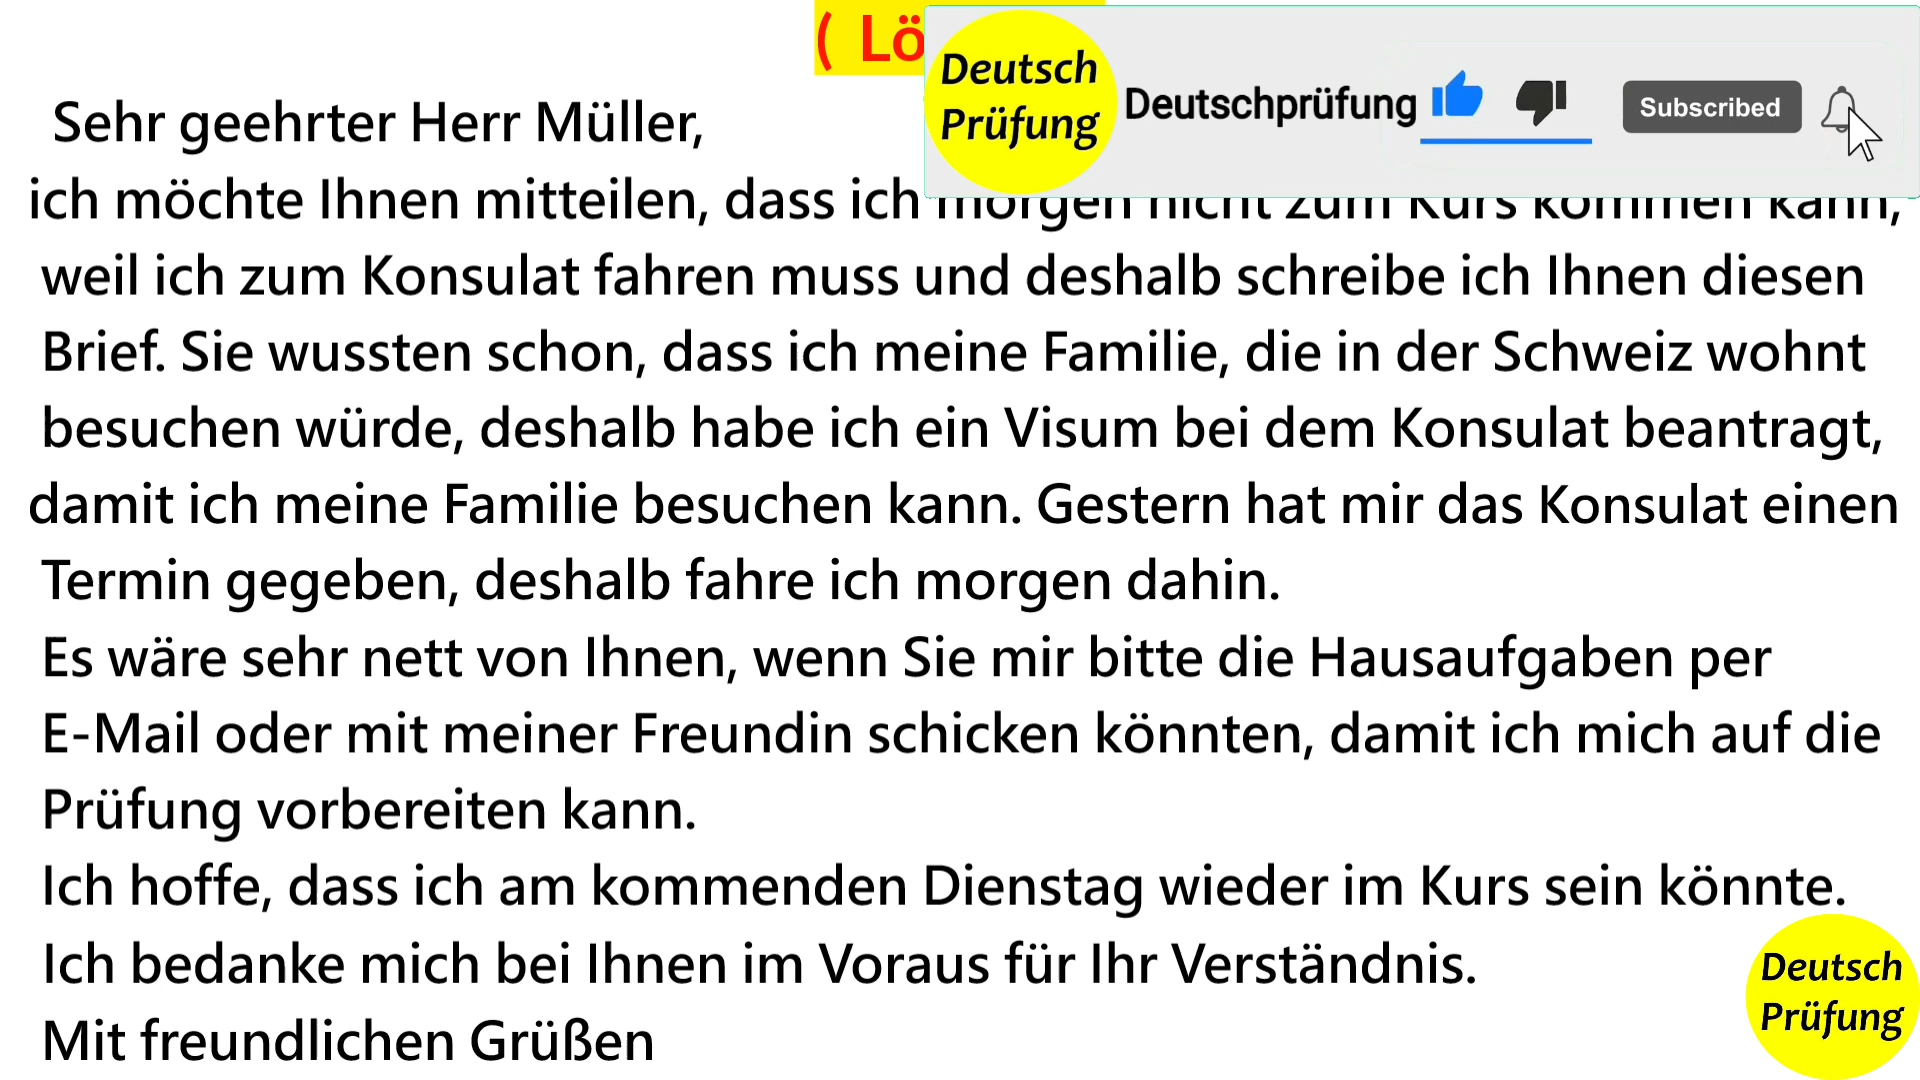 ( Lö
Deutsch
Prüfung
Deutschprüfung
Subscribed
Sehr geehrter Herr Müller,
ich möchte Ihnen mitteilen, dass ich morgen nicht zum Kurs kommen kann,
weil ich zum Konsulat fahren muss und deshalb schreibe ich Ihnen diesen
Brief. Sie wussten schon, dass ich meine Familie, die in der Schweiz wohnt
besuchen würde, deshalb habe ich ein Visum bei dem Konsulat beantragt,
damit ich meine Familie besuchen kann. Gestern hat mir das Konsulat einen
Termin gegeben, deshalb fahre ich morgen dahin.
Es wäre sehr nett von Ihnen, wenn Sie mir bitte die Hausaufgaben per
E-Mail oder mit meiner Freundin schicken könnten, damit ich mich auf die
Prüfung vorbereiten kann.
Ich hoffe, dass ich am kommenden Dienstag wieder im Kurs sein könnte.
Ich bedanke mich bei Ihnen im Voraus für Ihr Verständnis.
Mit freundlichen Grüßen
Deutsch
Prüfung